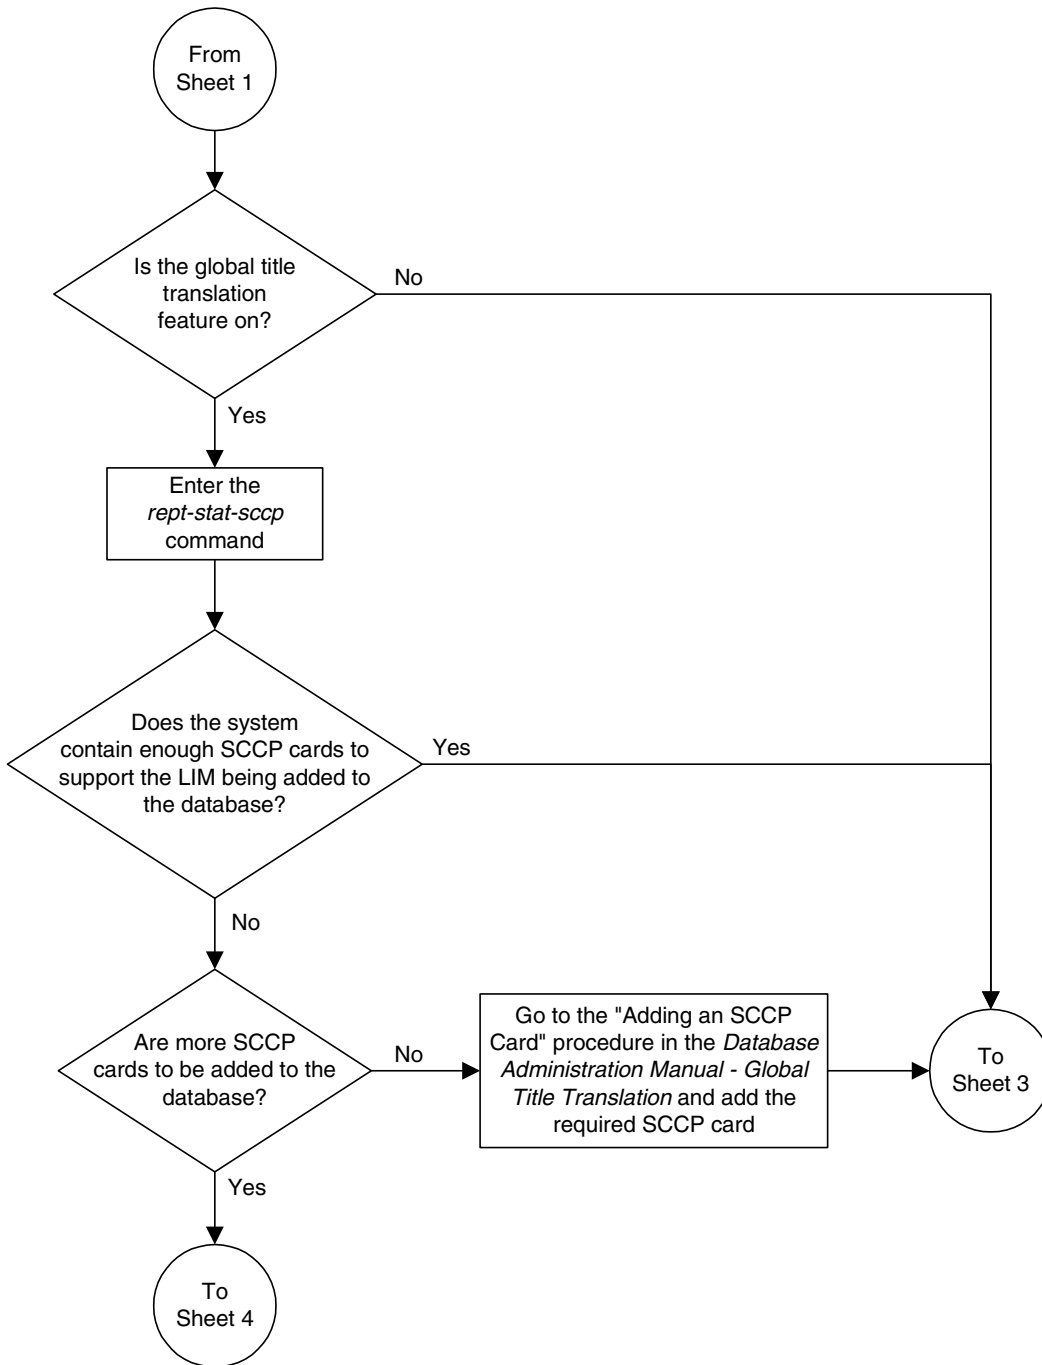 From
Sheet 1
Is the global title
translation
feature on?
No
Yes
Enter the
rept-stat-sccp
command
Does the system
contain enough SCCP cards to
support the LIM being added to
the database?
Yes
No
Are more SCCP
cards to be added to the
database?
No
Go to the "Adding an SCCP
Card" procedure in the Database
Administration Manual - Global
Title Translation and add the
required SCCP card
To
Sheet 3
Yes
To
Sheet 4